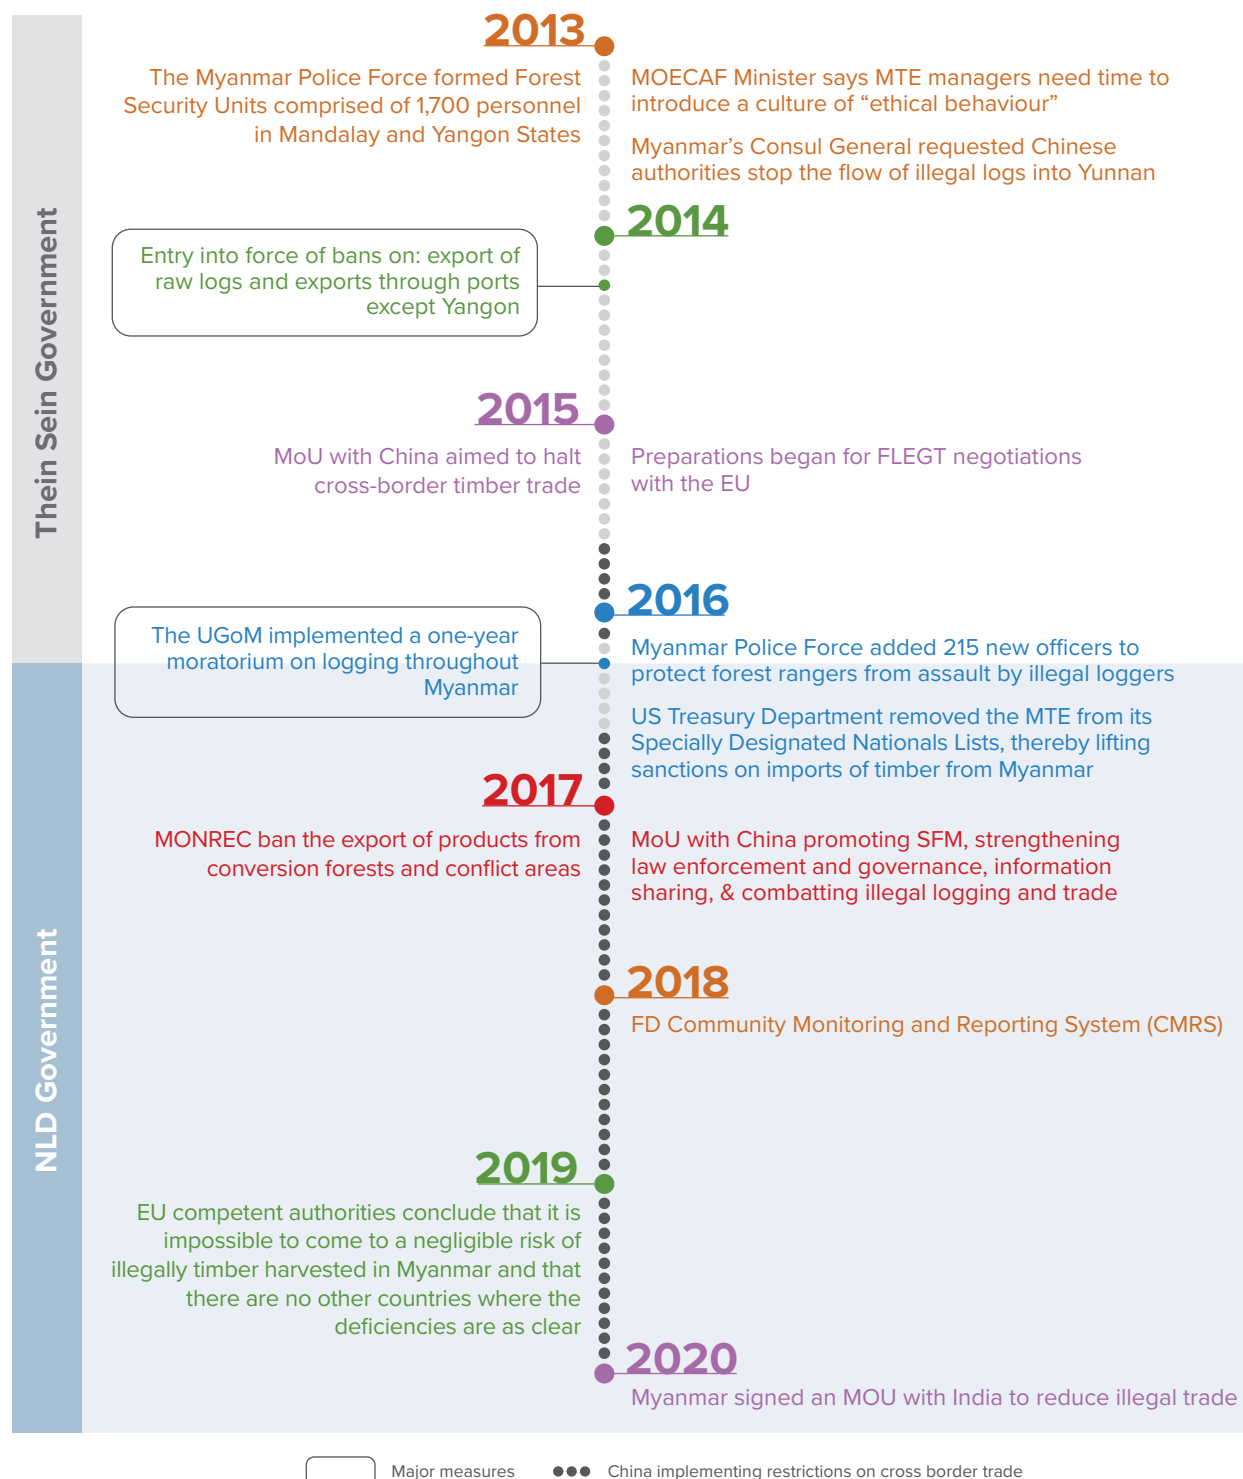 Thein Sein Government
2013
The Myanmar Police Force formed Forest
Security Units comprised of 1,700 personnel
in Mandalay and Yangon States
MOECAF Minister says MTE managers need time to
introduce a culture of “ethical behaviour”
Myanmar’s Consul General requested Chinese
authorities stop the flow of illegal logs into Yunnan
2014
Entry into force of bans on: export of
raw logs and exports through ports
except Yangon
2015
MoU with China aimed to halt
cross-border timber trade
Preparations began for FLEGT negotiations
with the EU
2016
The UGoM implemented a one-year
moratorium on logging throughout
Myanmar
Myanmar Police Force added 215 new officers to
protect forest rangers from assault by illegal loggers
US Treasury Department removed the MTE from its
Specially Designated Nationals Lists, thereby lifting
sanctions on imports of timber from Myanmar
NLD Government
2017
MONREC ban the export of products from
conversion forests and conflict areas
MoU with China promoting SFM, strengthening
law enforcement and governance, information
sharing, & combatting illegal logging and trade
2018
FD Community Monitoring and Reporting System (CMRS)
2019
EU competent authorities conclude that it is
impossible to come to a negligible risk of
illegally timber harvested in Myanmar and that
there are no other countries where the
deficiencies are as clear
2020
Myanmar signed an MOU with India to reduce illegal trade
Major measures
China implementing restrictions on cross border trade